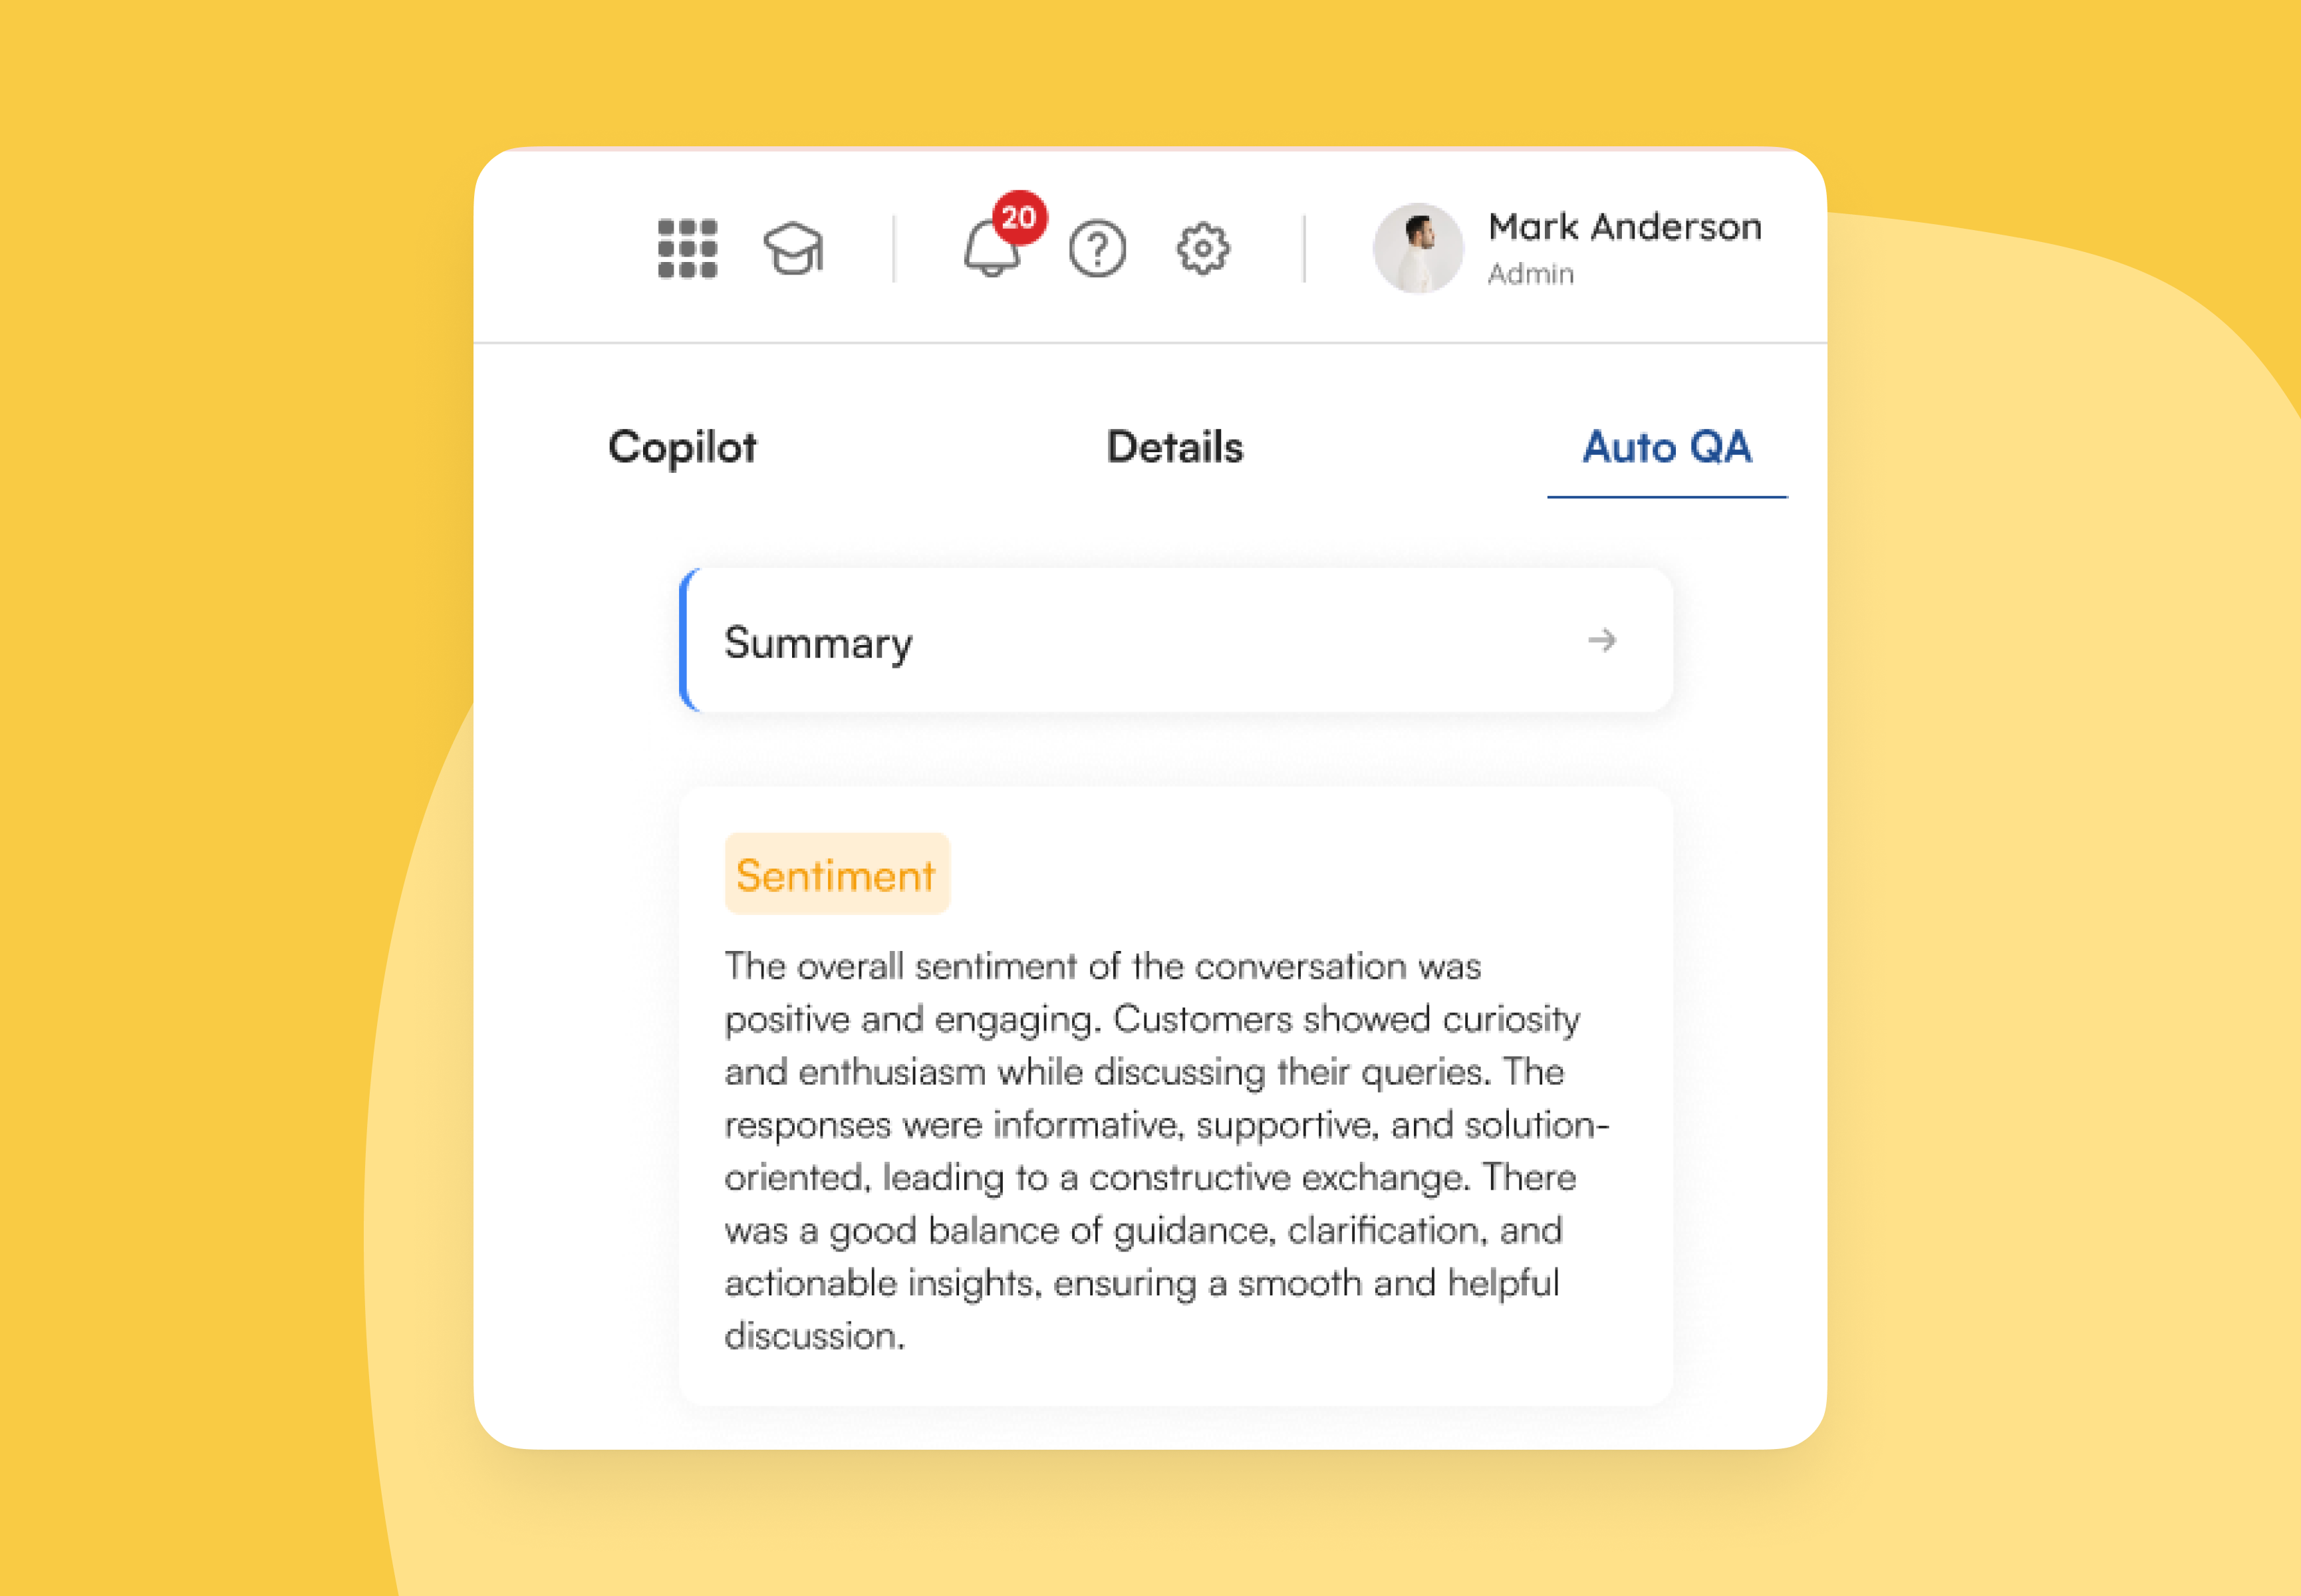 20
Mark Anderson
Admin
Copilot
Details
Auto QA
Summary
Sentiment
The overall sentiment of the conversation was
positive and engaging. Customers showed curiosity
and enthusiasm while discussing their queries. The
responses were informative, supportive, and solution-
oriented, leading to a constructive exchange. There
was a good balance of guidance, clarification, and
actionable insights, ensuring a smooth and helpful
discussion.